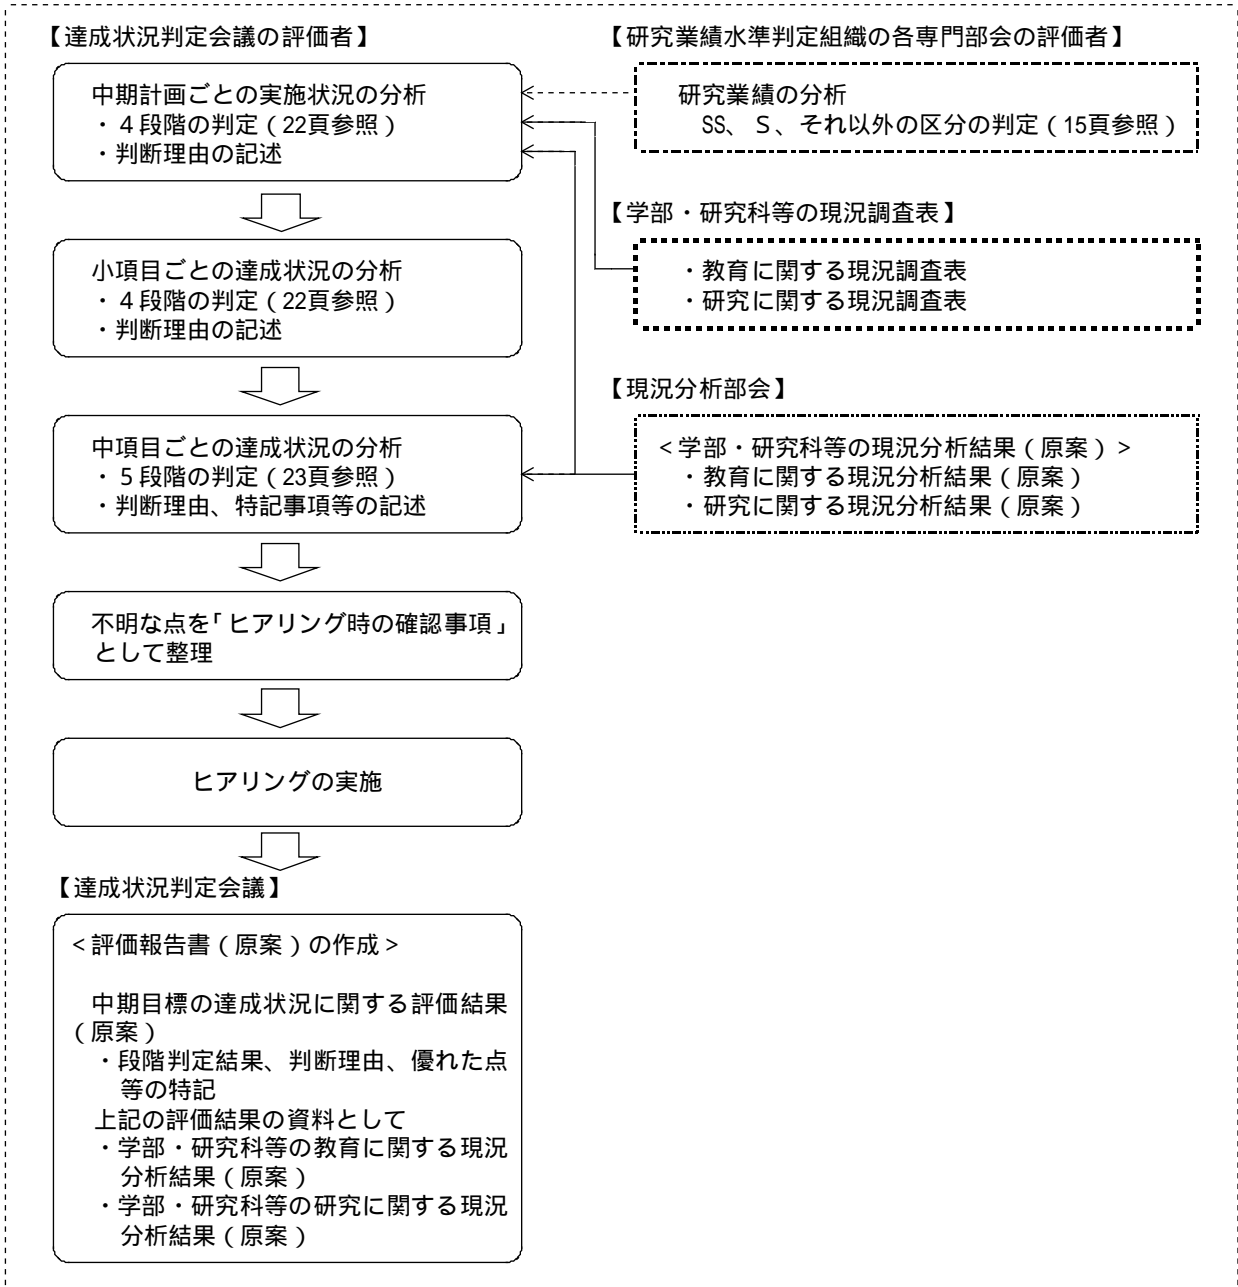 【達成状況判定会議の評価者】
中期計画ごとの実施状況の分析
・４段階の判定（22頁参照）
・判断理由の記述
小項目ごとの達成状況の分析
・４段階の判定（22頁参照）
・判断理由の記述
中項目ごとの達成状況の分析
・５段階の判定（23頁参照）
・判断理由、特記事項等の記述
不明な点を「ヒアリング時の確認事項」
として整理
ヒアリングの実施
【達成状況判定会議】
＜評価報告書（原案）の作成＞
中期目標の達成状況に関する評価結果
（原案）
・段階判定結果、判断理由、優れた点
等の特記
上記の評価結果の資料として
・学部・研究科等の教育に関する現況
分析結果（原案）
・学部・研究科等の研究に関する現況
分析結果（原案）
【研究業績水準判定組織の各専門部会の評価者】
研究業績の分析
SS、Ｓ、それ以外の区分の判定（15頁参照）
【学部・研究科等の現況調査表】
・教育に関する現況調査表
・研究に関する現況調査表
【現況分析部会】
＜学部・研究科等の現況分析結果（原案）＞
・教育に関する現況分析結果（原案）
・研究に関する現況分析結果（原案）